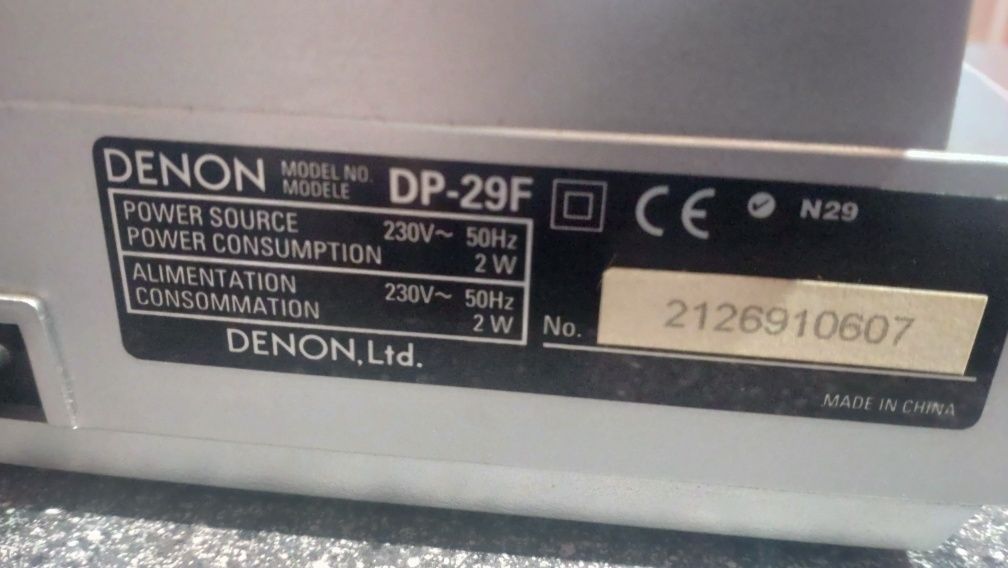 DENON MODEL NO. MODELE DP-29F
POWER SOURCE 230V~ 50Hz
POWER CONSUMPTION 2 W
ALIMENTATION 230V~ 50Hz
CONSOMMATION 2 W
DENON, Ltd.
CE N29
No. 2126910607
MADE IN CHINA